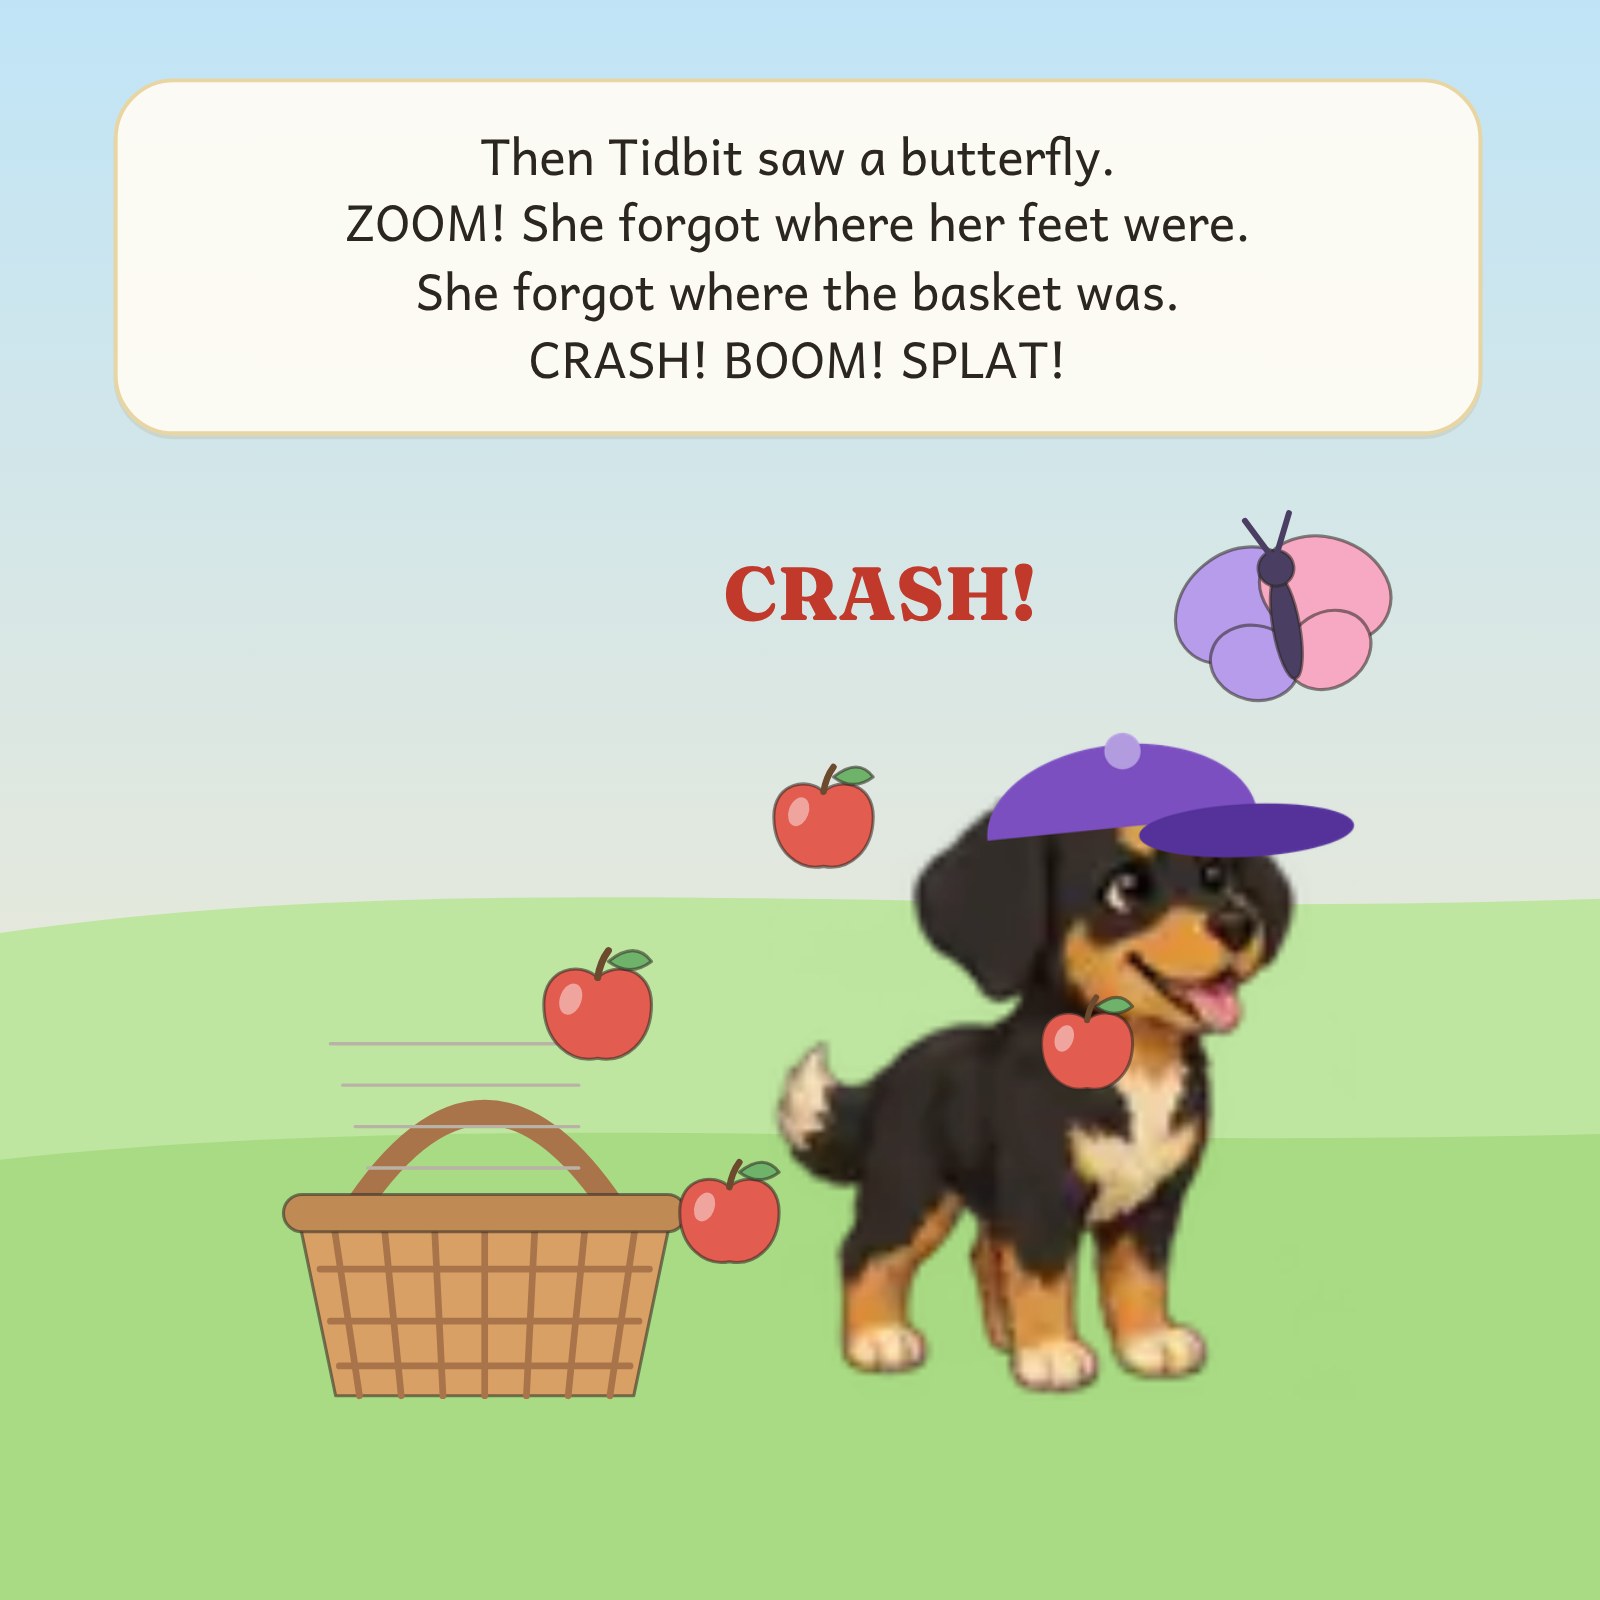 Then Tidbit saw a butterfly.
ZOOM! She forgot where her feet were.
She forgot where the basket was.
CRASH! BOOM! SPLAT!
CRASH!